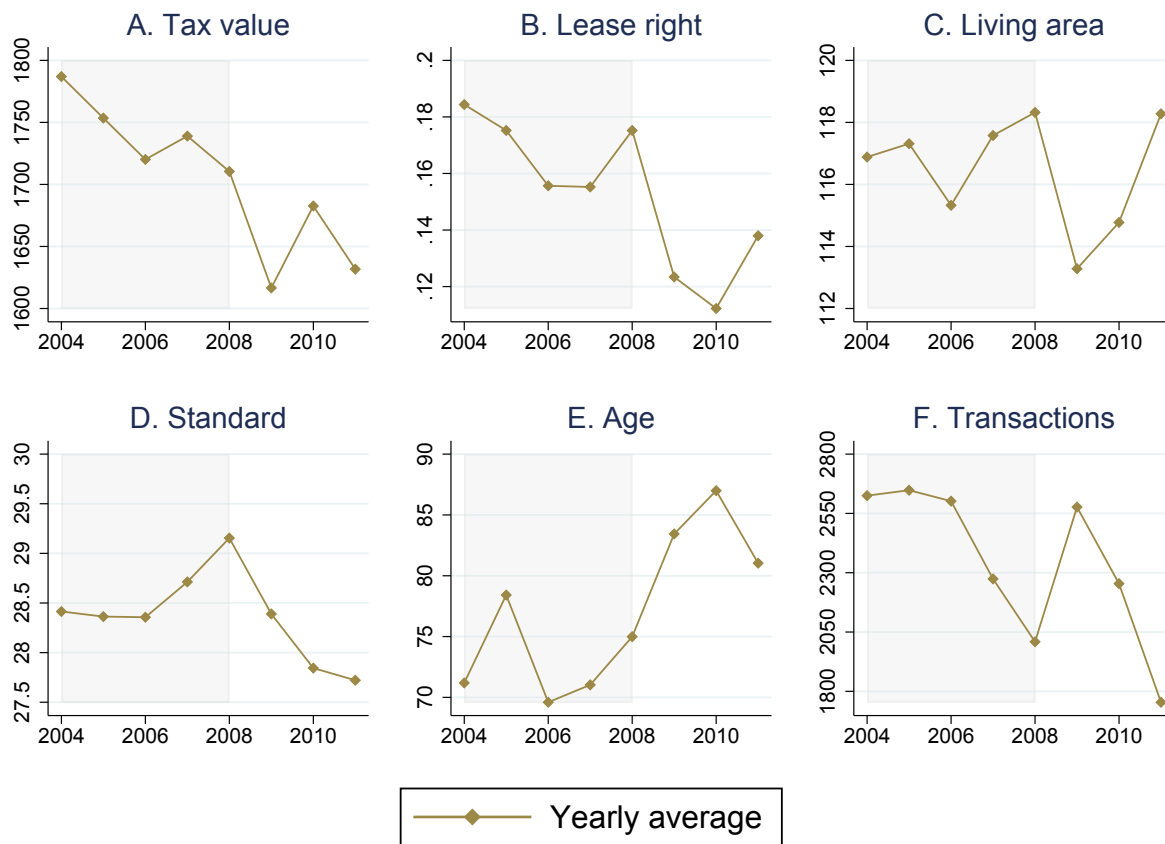 A. Tax value
1800
1750
1700
1650
1600
2004 2006 2008 2010
B. Lease right
.2
.18
.16
.14
.12
2004 2006 2008 2010
C. Living area
120
118
116
114
112
2004 2006 2008 2010
D. Standard
30
29.5
29
28.5
28
27.5
2004 2006 2008 2010
E. Age
90
85
80
75
70
2004 2006 2008 2010
F. Transactions
2800
2550
2300
2050
1800
2004 2006 2008 2010
Yearly average